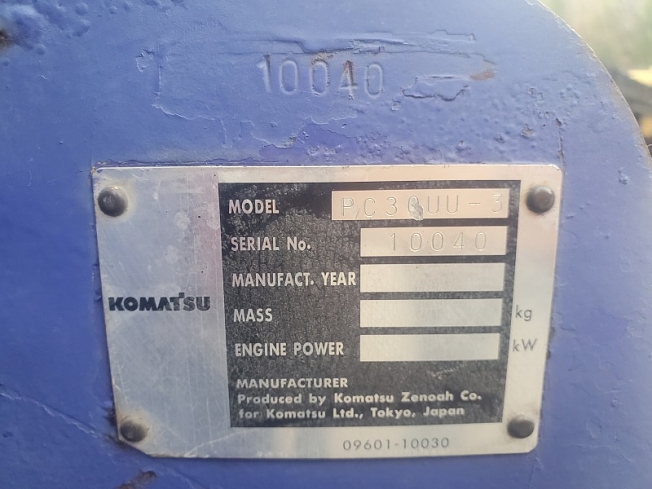 10040
MODEL PC30UU-3
SERIAL No. 10040
MANUFACT. YEAR
KOMATSU
MASS kg
ENGINE POWER kW
MANUFACTURER
Produced by Komatsu Zenoah Co.
for Komatsu Ltd., Tokyo, Japan
09601-10030